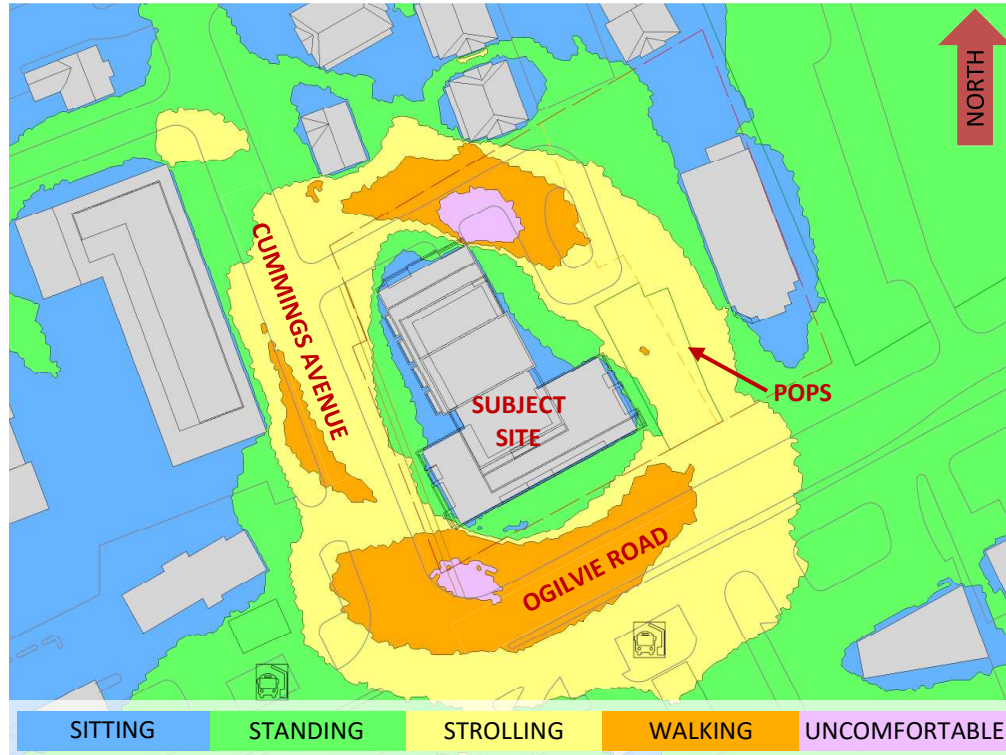 NORTH
CUMMINGS AVENUE
SUBJECT
SITE
POPS
OGILVIE ROAD
SITTING
STANDING
STROLLING
WALKING
UNCOMFORTABLE